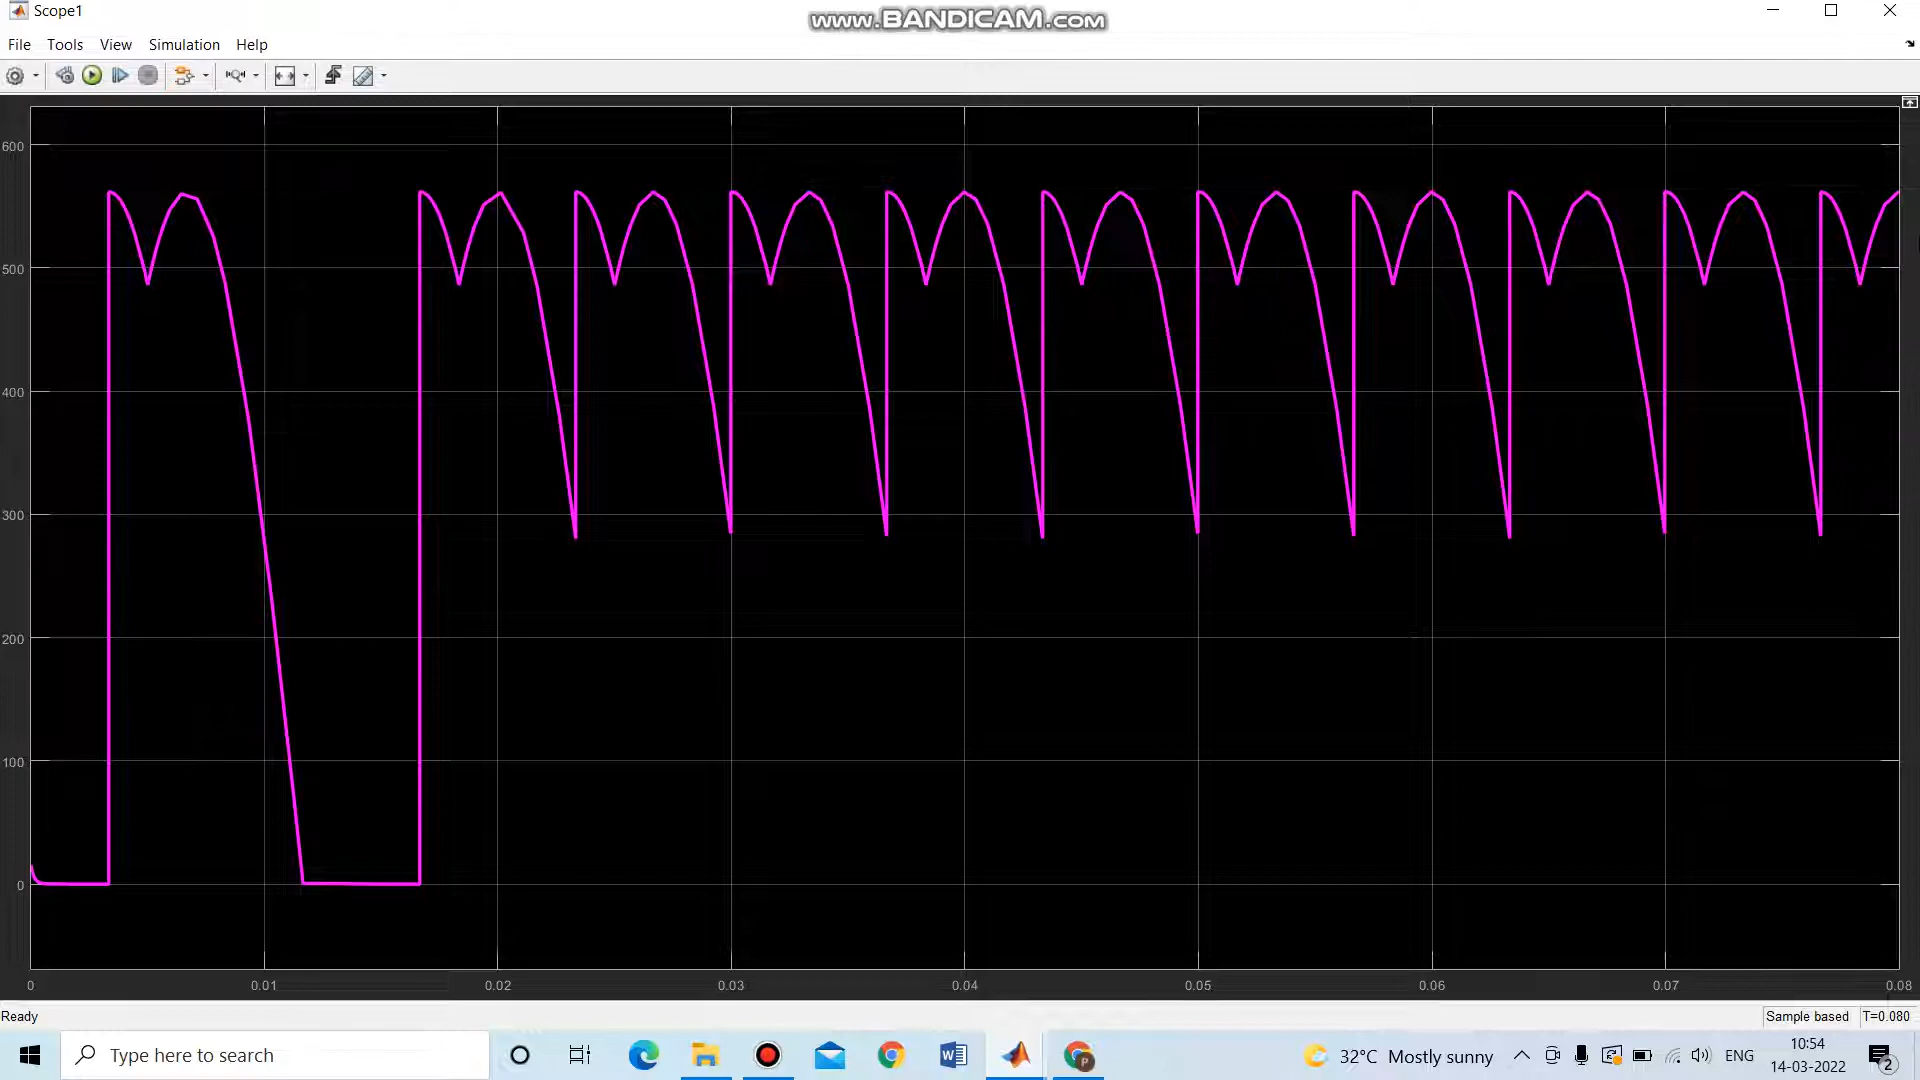 Scope1
www.BANDICAM.com
File Tools View Simulation Help
600
500
400
300
200
100
0
0 0.01 0.02 0.03 0.04 0.05 0.06 0.07 0.08
Ready
Sample based T=0.080
Type here to search
32°C Mostly sunny
ENG
10:54
14-03-2022
2